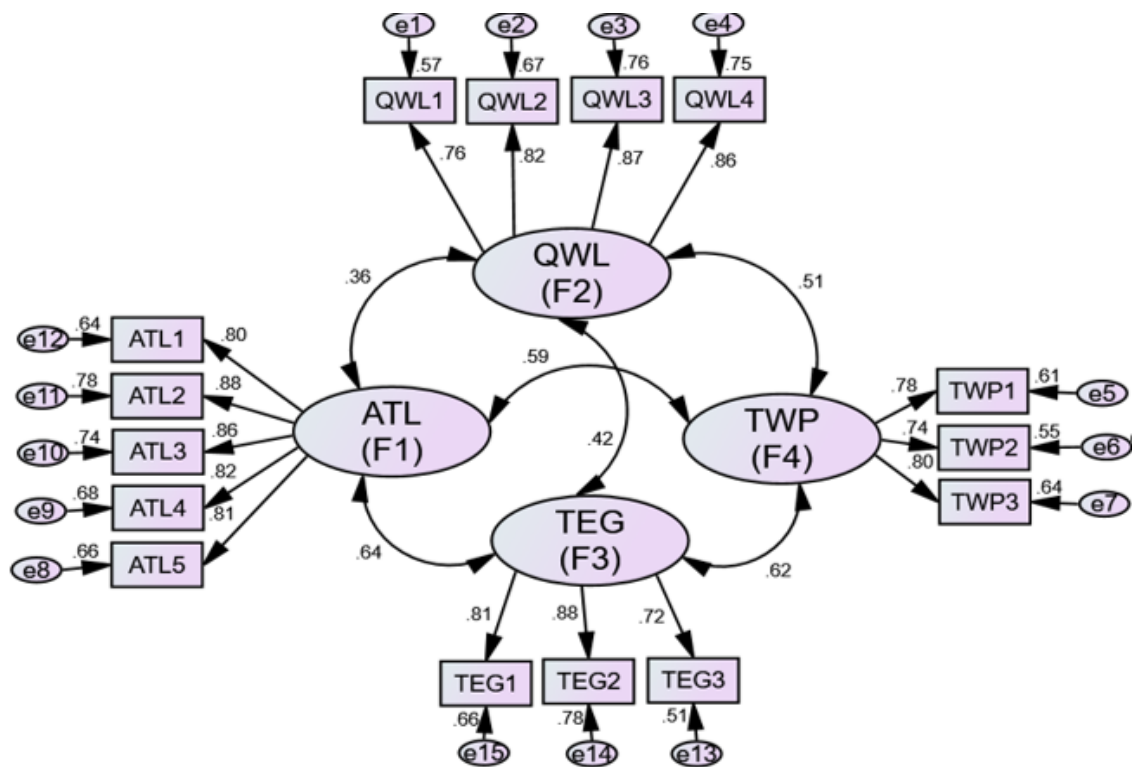 e1 e2 e3 e4
.57 .67 .76 .75
QWL1 QWL2 QWL3 QWL4
.76 .82 .87 .86
QWL
(F2)
.36 .51
e12 .64 ATL1 .80
e11 .78 ATL2 .88
e10 .74 ATL3 .86
e9 .68 ATL4 .82
e8 .66 ATL5 .81
ATL
(F1)
.59
.42
TWP
(F4)
.78 TWP1 .61 e5
.74 TWP2 .55 e6
.80 TWP3 .64 e7
TEG
(F3)
.64 .62
.81 .88 .72
TEG1 TEG2 TEG3
.66 .78 .51
e15 e14 e13